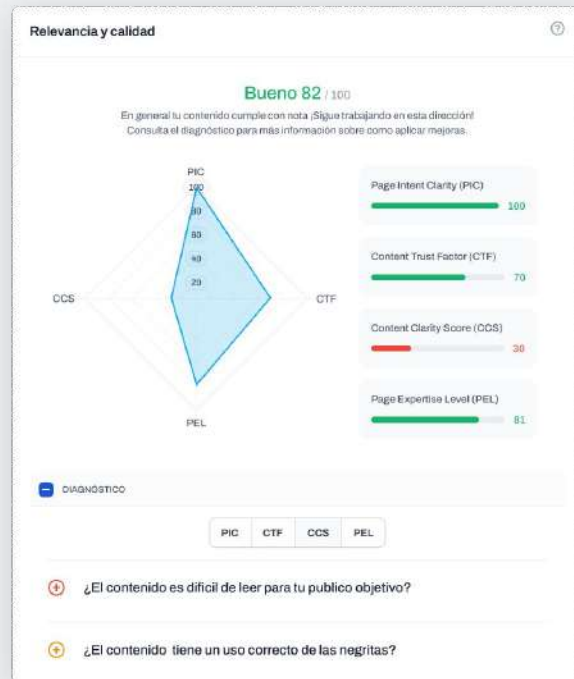 Relevancia y calidad
Bueno 82 / 100
En general tu contenido cumple con nota ¡Sigue trabajando en esta dirección!
Consulta el diagnóstico para más información sobre como aplicar mejoras.
PIC
100
80
60
40
20
CCS
CTF
PEL
Page Intent Clarity (PIC)
100
Content Trust Factor (CTF)
70
Content Clarity Score (CCS)
30
Page Expertise Level (PEL)
81
DIAGNÓSTICO
PIC CTF CCS PEL
¿El contenido es dificil de leer para tu publico objetivo?
¿El contenido tiene un uso correcto de las negritas?